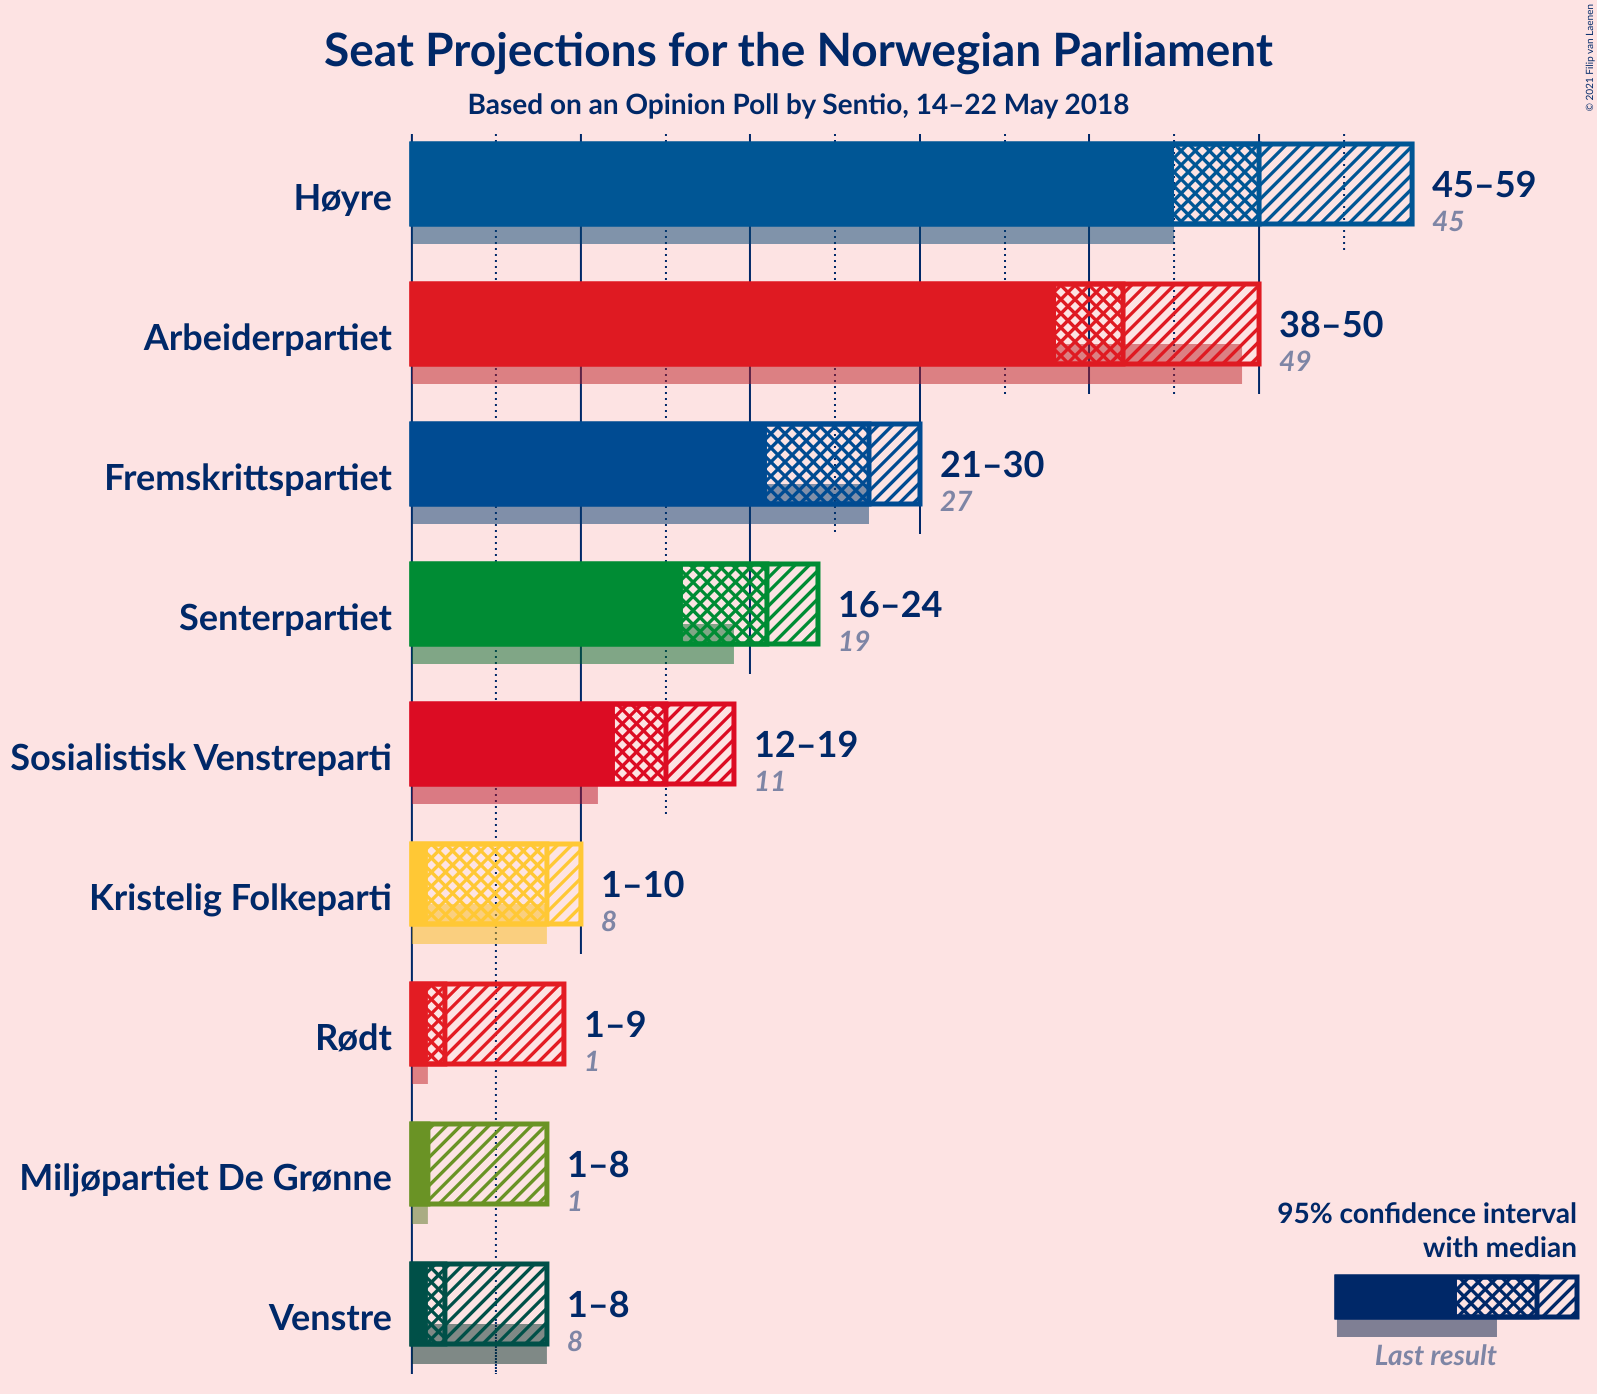 Seat Projections for the Norwegian Parliament
Based on an Opinion Poll by Sentio, 14–22 May 2018
© 2021 Filip van Laenen
Høyre
45–59
45
Arbeiderpartiet
38–50
49
Fremskrittspartiet
21–30
27
Senterpartiet
16–24
19
Sosialistisk Venstreparti
12–19
11
Kristelig Folkeparti
1–10
8
Rødt
1–9
1
Miljøpartiet De Grønne
1–8
1
Venstre
1–8
8
95% confidence interval
with median
Last result